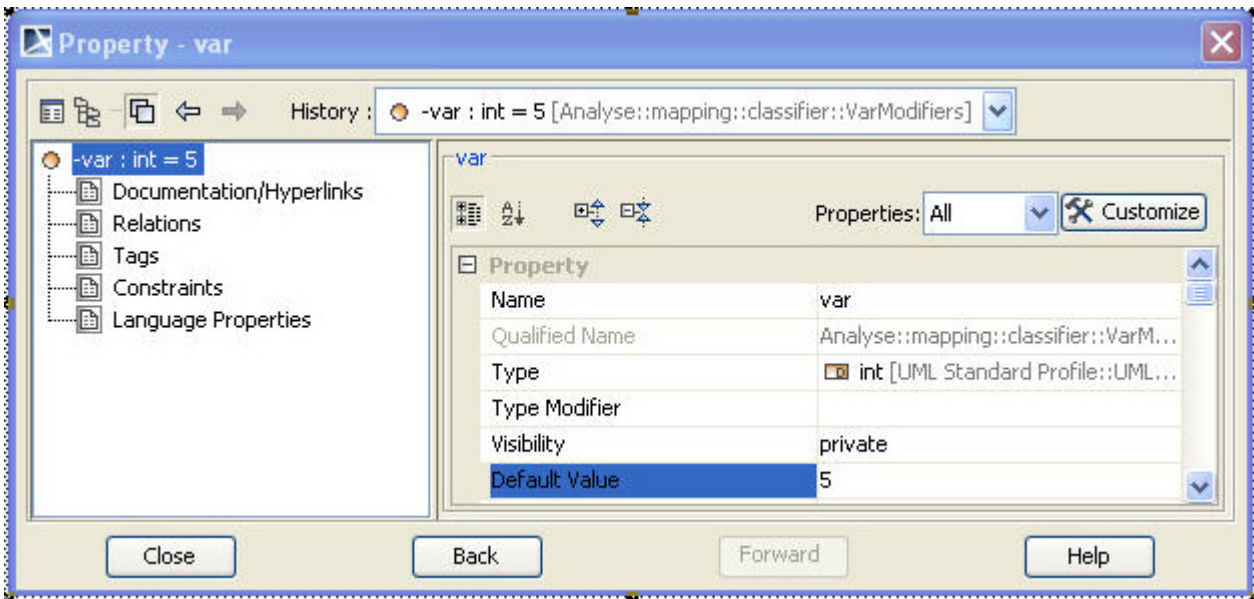 Property - var
History : -var : int = 5 [Analyse::mapping::classifier::VarModifiers]
-var : int = 5
Documentation/Hyperlinks
Relations
Tags
Constraints
Language Properties
var
Properties: All Customize
Property
Name var
Qualified Name Analyse::mapping::classifier::VarM...
Type int [UML Standard Profile::UML...
Type Modifier
Visibility private
Default Value 5
Close Back Forward Help